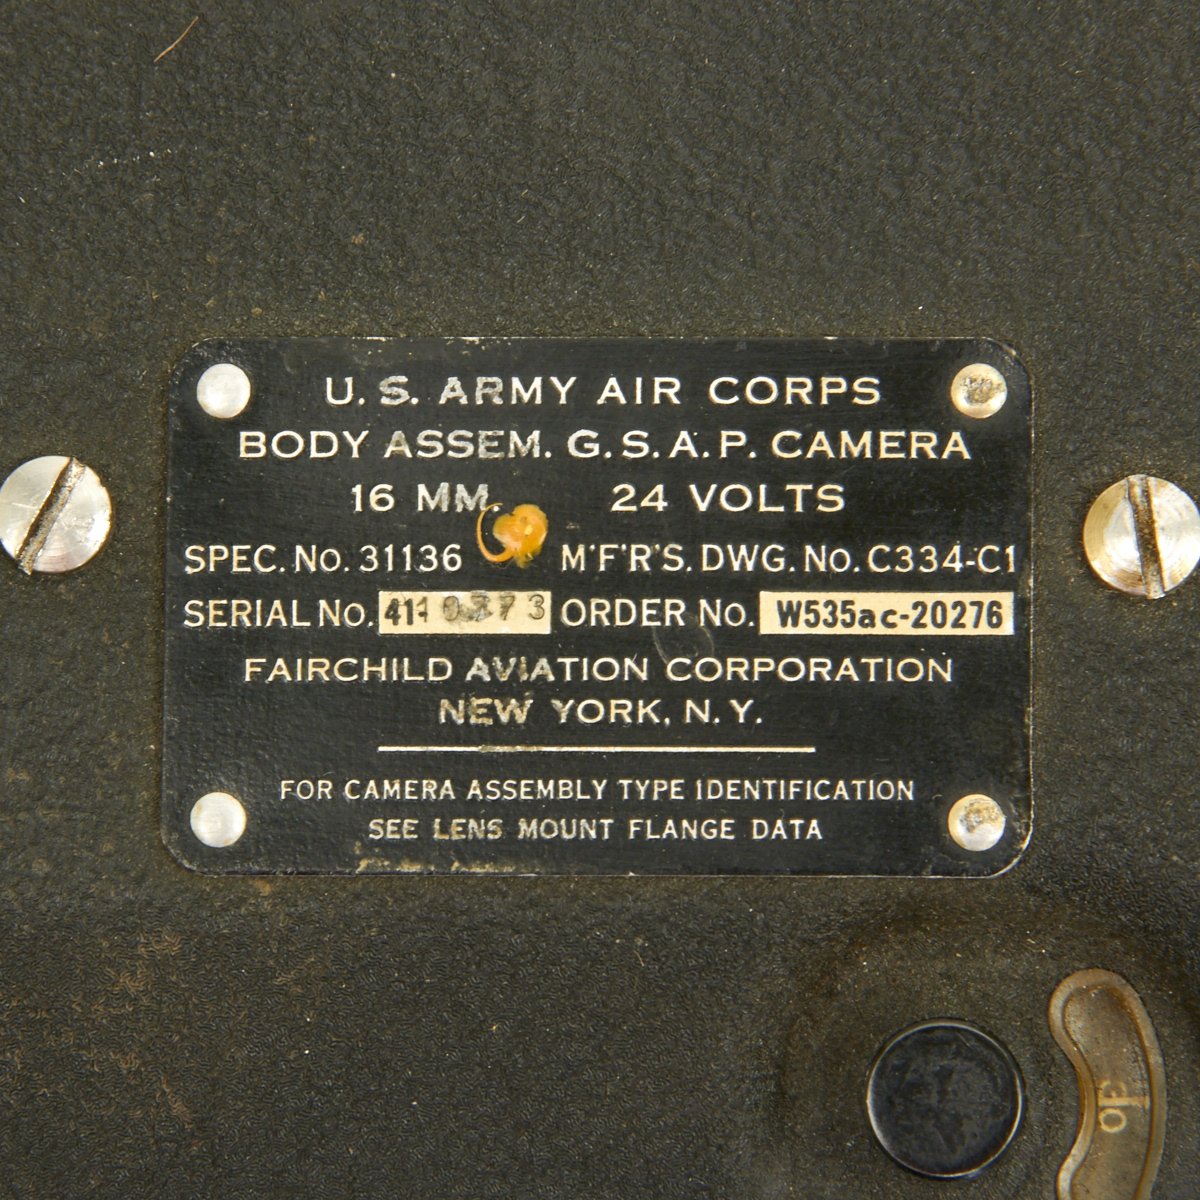 U.S. ARMY AIR CORPS
BODY ASSEM. G.S.A.P. CAMERA
16 MM. 24 VOLTS
SPEC. No. 31136 M'F'R'S. DWG. No. C334-C1
SERIAL No. ORDER No. W535ac-20276
FAIRCHILD AVIATION CORPORATION
NEW YORK, N.Y.
FOR CAMERA ASSEMBLY TYPE IDENTIFICATION
SEE LENS MOUNT FLANGE DATA